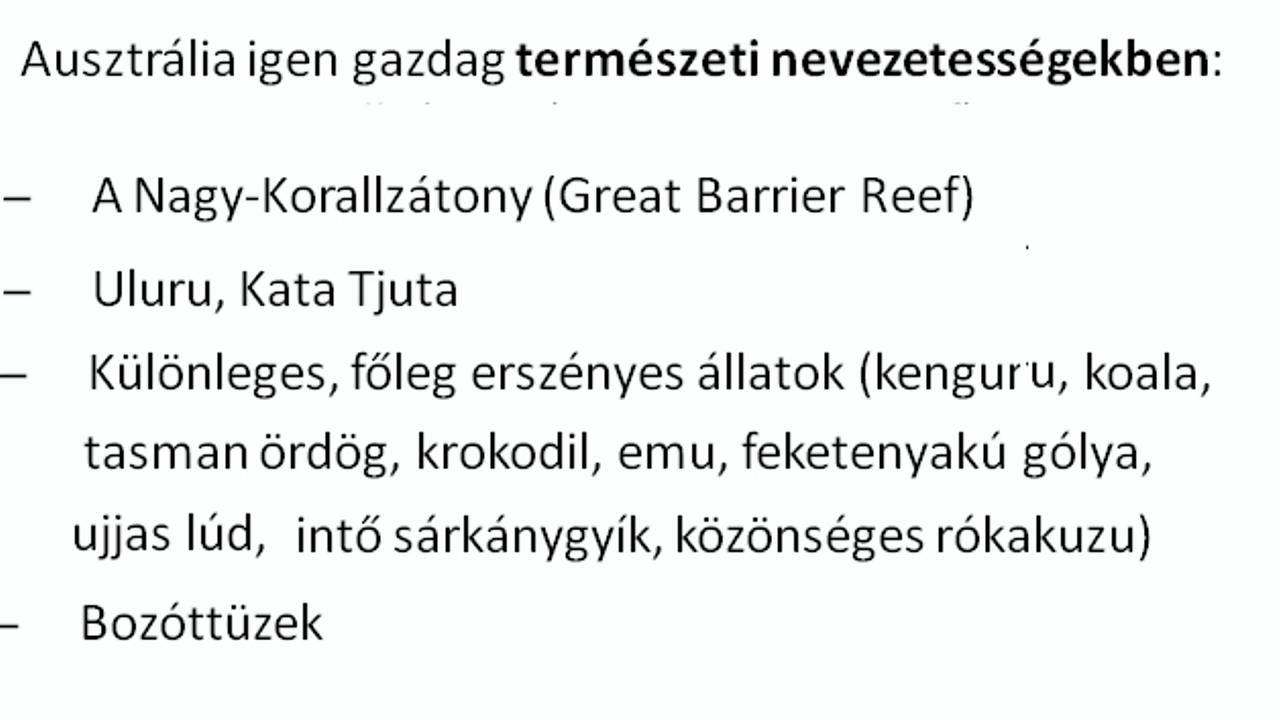 Ausztrália igen gazdag természeti nevezetességekben:
– A Nagy-Korallzátony (Great Barrier Reef)
– Uluru, Kata Tjuta
– Különleges, főleg erszényes állatok (kenguru, koala,
tasman ördög, krokodil, emu, feketenyakú gólya,
ujjas lúd, intő sárkánygyík, közönséges rókakuzu)
– Bozóttüzek